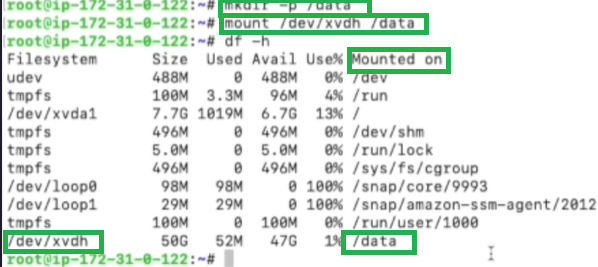 root@ip-172-31-0-122:~# mkdir -p /data
root@ip-172-31-0-122:~# mount /dev/xvdh /data
root@ip-172-31-0-122:~# df -h
Filesystem Size Used Avail Use% Mounted on
udev 488M 0 488M 0% /dev
tmpfs 100M 3.3M 96M 4% /run
/dev/xvda1 7.7G 1019M 6.7G 13% /
tmpfs 496M 0 496M 0% /dev/shm
tmpfs 5.0M 0 5.0M 0% /run/lock
tmpfs 496M 0 496M 0% /sys/fs/cgroup
/dev/loop0 98M 98M 0 100% /snap/core/9993
/dev/loop1 29M 29M 0 100% /snap/amazon-ssm-agent/2012
tmpfs 100M 0 100M 0% /run/user/1000
/dev/xvdh 50G 52M 47G 1% /data
root@ip-172-31-0-122:~#